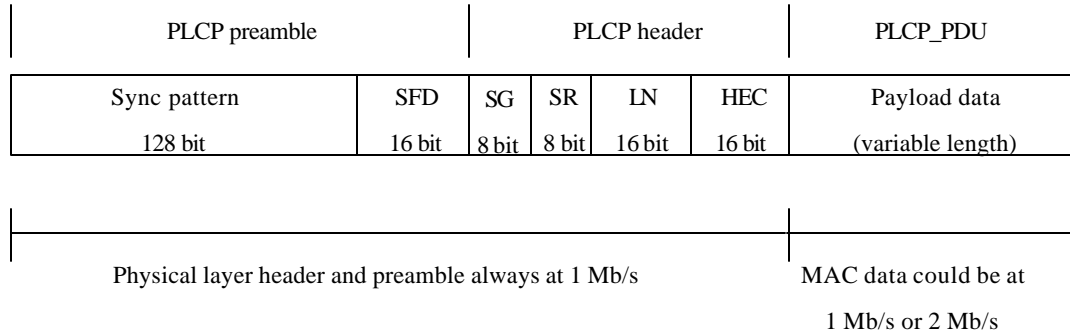 PLCP preamble PLCP header PLCP_PDU
Sync pattern SFD SG SR LN HEC Payload data
128 bit 16 bit 8 bit 8 bit 16 bit 16 bit (variable length)
Physical layer header and preamble always at 1 Mb/s MAC data could be at
1 Mb/s or 2 Mb/s